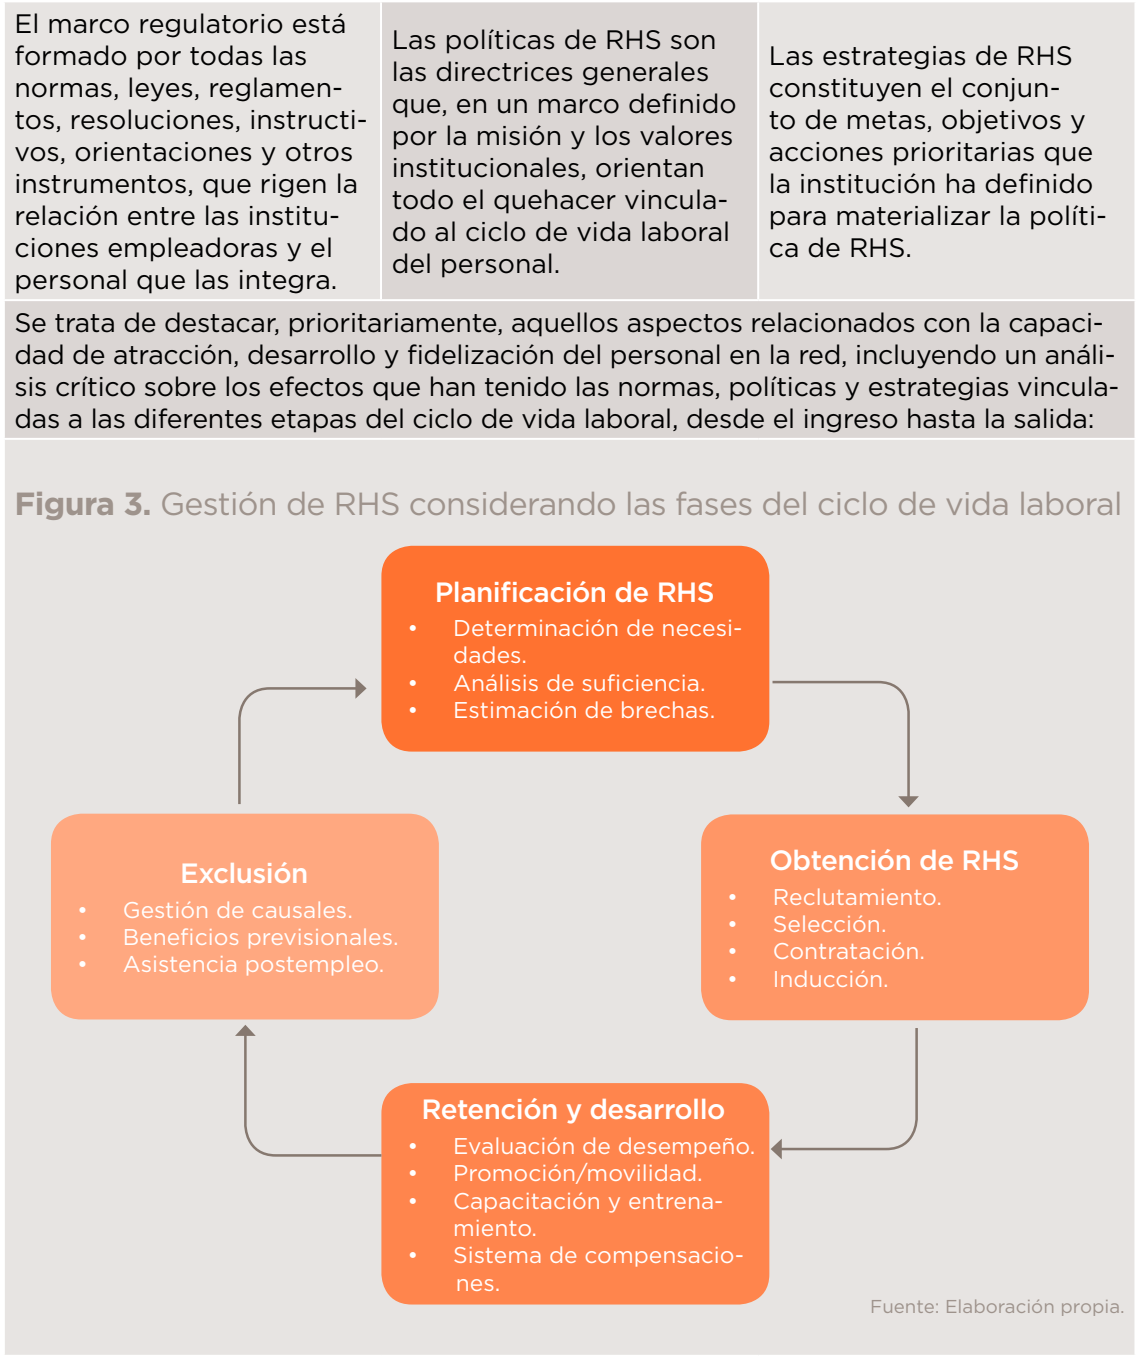 El marco regulatorio está
formado por todas las
normas, leyes, reglamen-
tos, resoluciones, instructi-
vos, orientaciones y otros
instrumentos, que rigen la
relación entre las institu-
ciones empleadoras y el
personal que las integra.
Las políticas de RHS son
las directrices generales
que, en un marco definido
por la misión y los valores
institucionales, orientan
todo el quehacer vincula-
do al ciclo de vida laboral
del personal.
Las estrategias de RHS
constituyen el conjun-
to de metas, objetivos y
acciones prioritarias que
la institución ha definido
para materializar la políti-
ca de RHS.
Se trata de destacar, prioritariamente, aquellos aspectos relacionados con la capaci-
dad de atracción, desarrollo y fidelización del personal en la red, incluyendo un análi-
sis crítico sobre los efectos que han tenido las normas, políticas y estrategias vincula-
das a las diferentes etapas del ciclo de vida laboral, desde el ingreso hasta la salida:
Figura 3. Gestión de RHS considerando las fases del ciclo de vida laboral
Planificación de RHS
• Determinación de necesi-
dades.
• Análisis de suficiencia.
• Estimación de brechas.
Obtención de RHS
• Reclutamiento.
• Selección.
• Contratación.
• Inducción.
Retención y desarrollo
• Evaluación de desempeño.
• Promoción/movilidad.
• Capacitación y entrena-
miento.
• Sistema de compensacio-
nes.
Exclusión
• Gestión de causales.
• Beneficios previsionales.
• Asistencia postempleo.
Fuente: Elaboración propia.